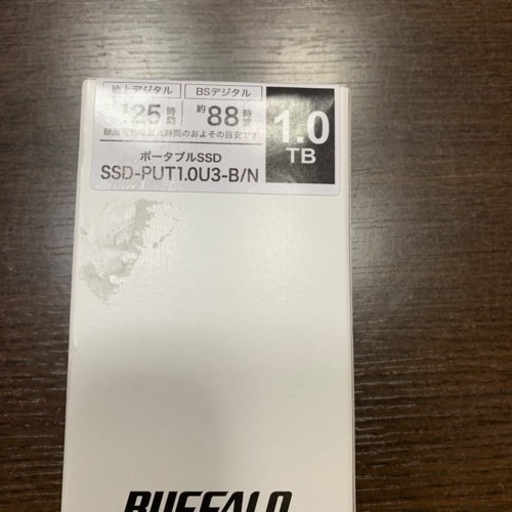 地上デジタル BSデジタル
125時間 約88時間
録画可能な最大時間のおよその目安です
1.0
TB
ポータブルSSD
SSD-PUT1.0U3-B/N
BUFFALO